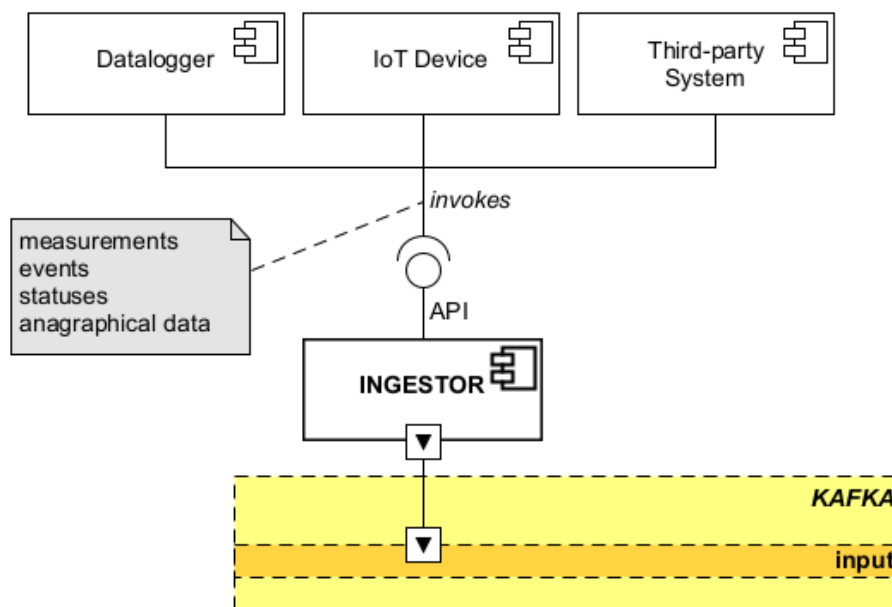 Datalogger
IoT Device
Third-party
System
invokes
measurements
events
statuses
anagraphical data
API
INGESTOR
KAFKA
input